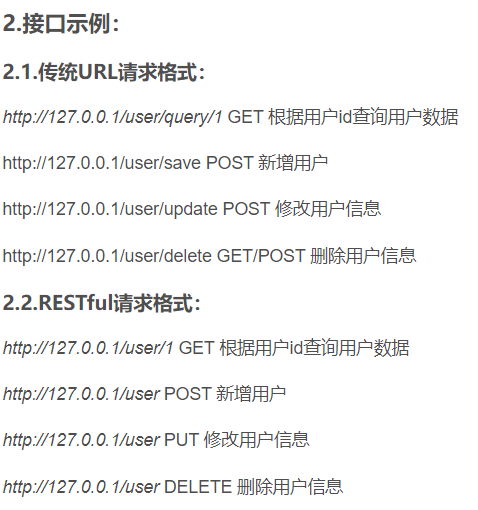 2.接口示例：
2.1.传统URL请求格式：
http://127.0.0.1/user/query/1 GET 根据用户id查询用户数据
http://127.0.0.1/user/save POST 新增用户
http://127.0.0.1/user/update POST 修改用户信息
http://127.0.0.1/user/delete GET/POST 删除用户信息
2.2.RESTful请求格式：
http://127.0.0.1/user/1 GET 根据用户id查询用户数据
http://127.0.0.1/user POST 新增用户
http://127.0.0.1/user PUT 修改用户信息
http://127.0.0.1/user DELETE 删除用户信息